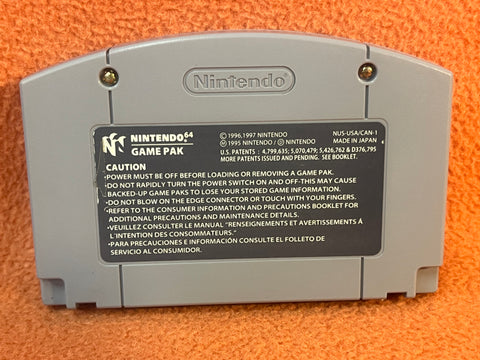 Nintendo
NINTENDO 64
GAME PAK
© 1996,1997 NINTENDO
Ⓜ 1995 NINTENDO / Ⓝ NINTENDO
NUS-USA/CAN-1
MADE IN JAPAN
U.S. PATENTS : 4,799,635; 5,070,479; 5,426,762 & D376,795
MORE PATENTS ISSUED AND PENDING. SEE BOOKLET.
CAUTION
•POWER MUST BE OFF BEFORE LOADING OR REMOVING A GAME PAK.
•DO NOT RAPIDLY TURN THE POWER SWITCH ON AND OFF-THIS MAY CAUSE
BACKED-UP GAME PAKS TO LOSE YOUR STORED GAME INFORMATION.
•DO NOT BLOW ON THE EDGE CONNECTOR OR TOUCH WITH YOUR FINGERS.
•REFER TO THE CONSUMER INFORMATION AND PRECAUTIONS BOOKLET FOR
ADDITIONAL PRECAUTIONS AND MAINTENANCE DETAILS.
•VEUILLEZ CONSULTER LE MANUEL "RENSEIGNEMENTS ET AVERTISSEMENTS À
L'INTENTION DES CONSOMMATEURS."
•PARA PRECAUCIONES E INFORMACIÓN CONSULTE EL FOLLETO DE
SERVICIO AL CONSUMIDOR.